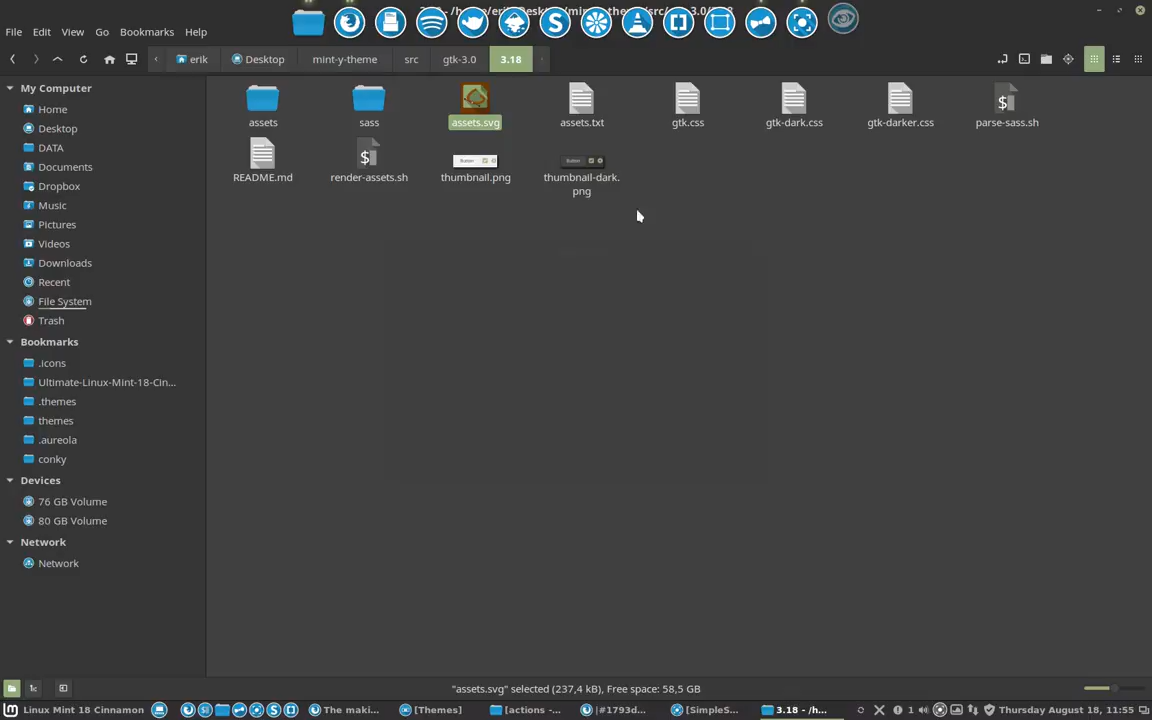 File Edit View Go Bookmarks Help
erik Desktop mint-y-theme src gtk-3.0 3.18
My Computer
Home
Desktop
DATA
Documents
Dropbox
Music
Pictures
Videos
Downloads
Recent
File System
Trash
Bookmarks
.icons
Ultimate-Linux-Mint-18-Cin...
.themes
themes
.aureola
conky
Devices
76 GB Volume
80 GB Volume
Network
Network
assets sass assets.svg assets.txt gtk.css gtk-dark.css gtk-darker.css parse-sass.sh
README.md render-assets.sh thumbnail.png thumbnail-dark.
png
"assets.svg" selected (237,4 kB), Free space: 58,5 GB
Linux Mint 18 Cinnamon The maki... [Themes] [actions -... |#1793d... [SimpleS... 3.18 - /h... 1 Thursday August 18, 11:55